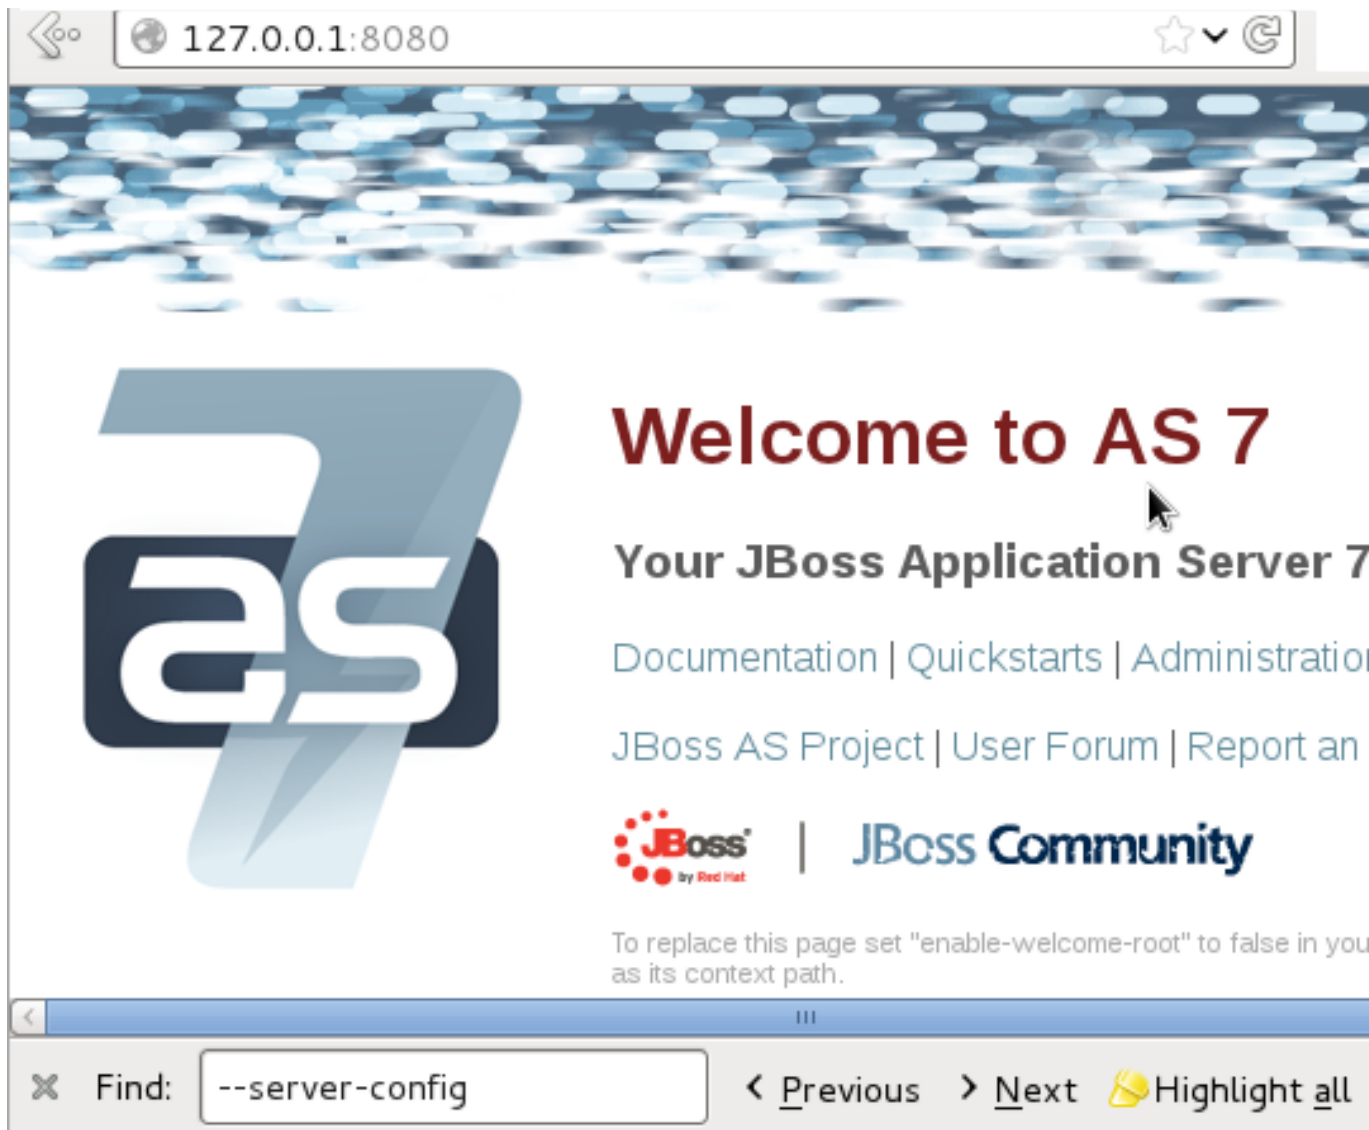 127.0.0.1:8080
as
Welcome to AS 7
Your JBoss Application Server 7
Documentation | Quickstarts | Administration
JBoss AS Project | User Forum | Report an
JBoss by Red Hat | JBoss Community
To replace this page set "enable-welcome-root" to false in you
as its context path.
Find: --server-config Previous Next Highlight all